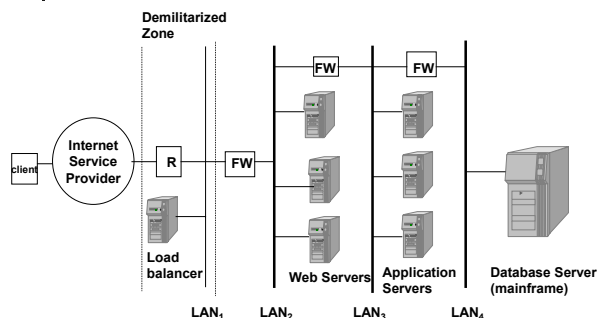 Demilitarized
Zone
FW
FW
Internet
Service
Provider
client
R
FW
Load
balancer
Web Servers
Application
Servers
Database Server
(mainframe)
LAN₁
LAN₂
LAN₃
LAN₄